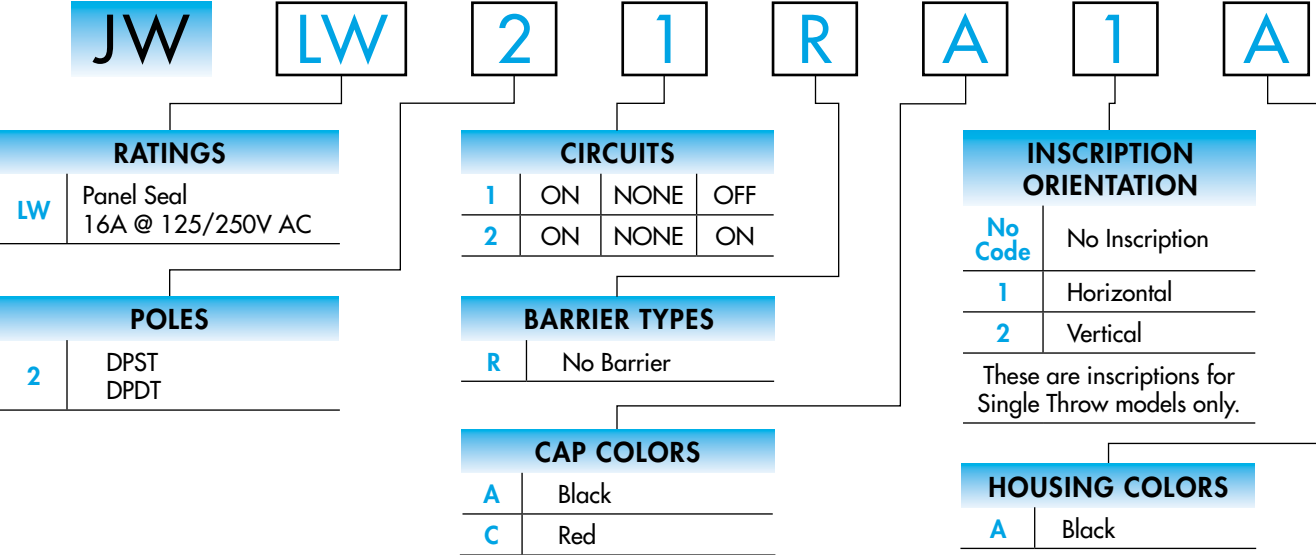 JW LW 2 1 R A 1 A
RATINGS
LW Panel Seal
16A @ 125/250V AC
POLES
2 DPST
DPDT
CIRCUITS
1 ON NONE OFF
2 ON NONE ON
BARRIER TYPES
R No Barrier
CAP COLORS
A Black
C Red
INSCRIPTION
ORIENTATION
No
Code No Inscription
1 Horizontal
2 Vertical
These are inscriptions for
Single Throw models only.
HOUSING COLORS
A Black